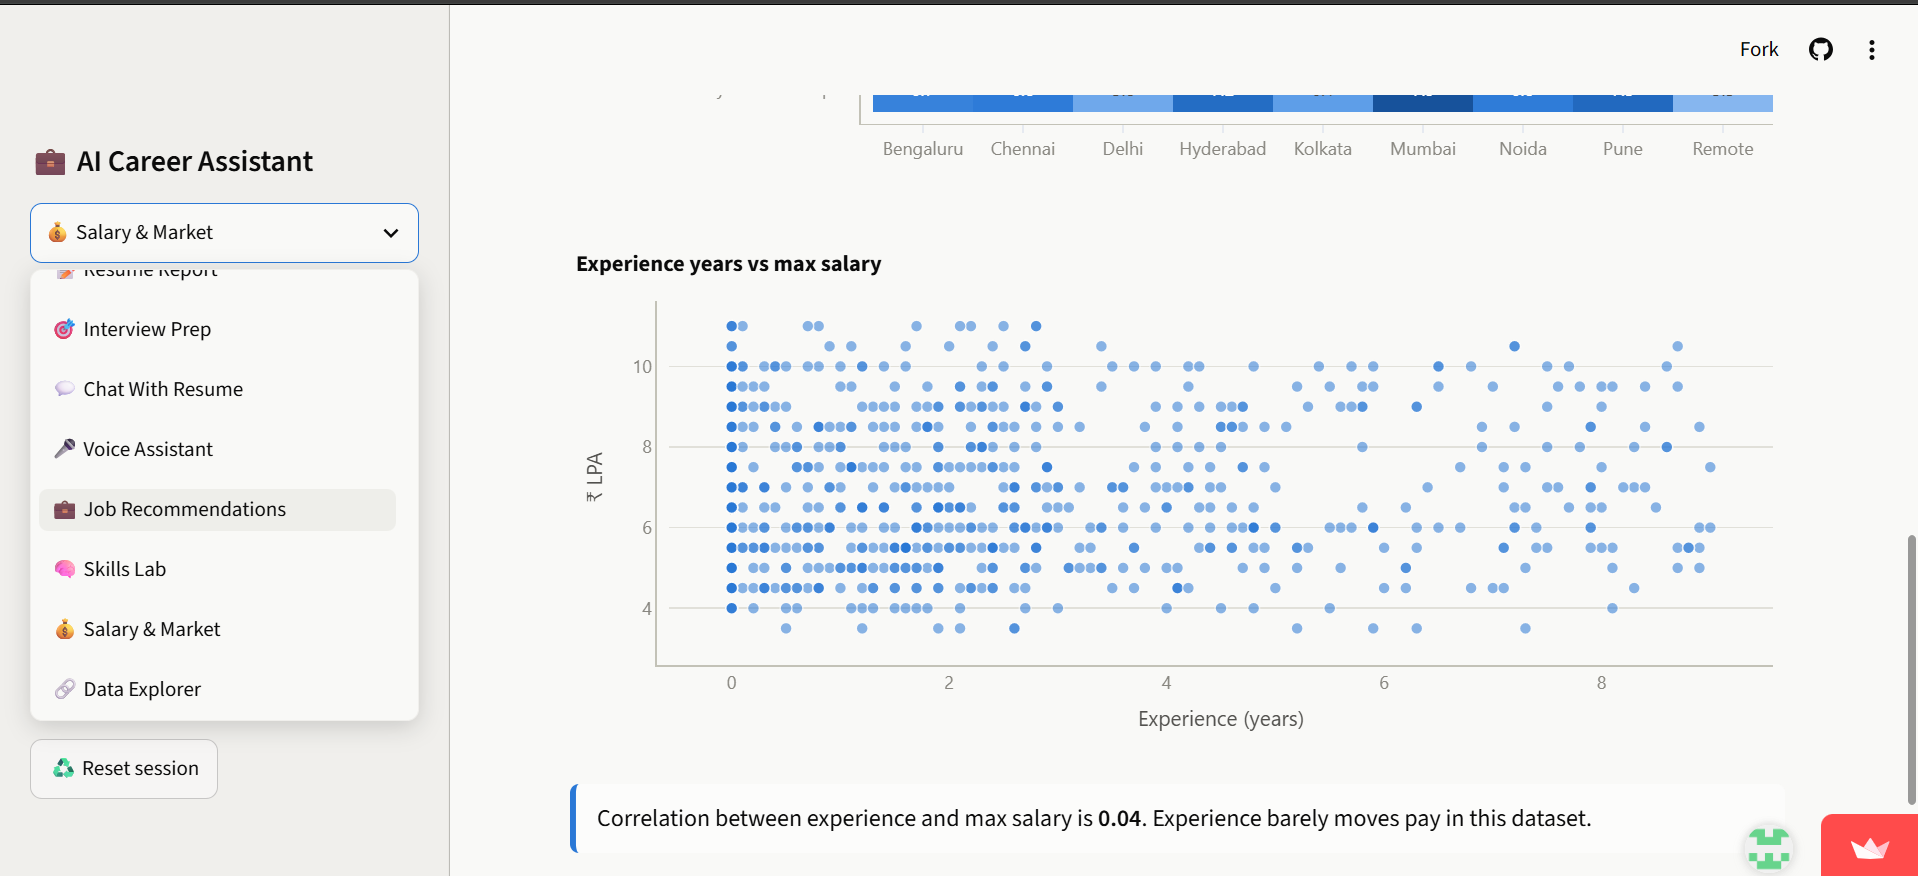 Fork
AI Career Assistant
Salary & Market
Resume Report
Interview Prep
Chat With Resume
Voice Assistant
Job Recommendations
Skills Lab
Salary & Market
Data Explorer
Reset session
Bengaluru Chennai Delhi Hyderabad Kolkata Mumbai Noida Pune Remote
Experience years vs max salary
10
8
6
4
₹ LPA
0 2 4 6 8
Experience (years)
Correlation between experience and max salary is 0.04. Experience barely moves pay in this dataset.